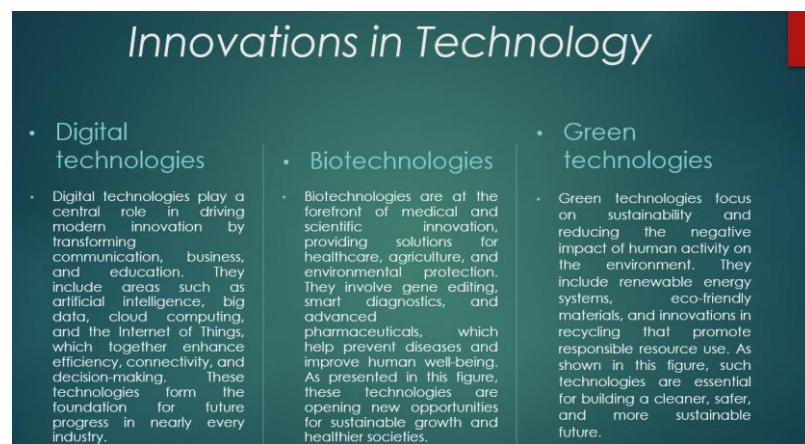 Innovations in Technology
• Digital
technologies
• Digital technologies play a
central role in driving
modern innovation by
transforming
communication, business,
and education. They
include areas such as
artificial intelligence, big
data, cloud computing,
and the Internet of Things,
which together enhance
efficiency, connectivity, and
decision-making. These
technologies form the
foundation for future
progress in nearly every
industry.
• Biotechnologies
• Biotechnologies are at the
forefront of medical and
scientific innovation,
providing solutions for
healthcare, agriculture, and
environmental protection.
They involve gene editing,
smart diagnostics, and
advanced
pharmaceuticals, which
help prevent diseases and
improve human well-being.
As presented in this figure,
these technologies are
opening new opportunities
for sustainable growth and
healthier societies.
• Green
technologies
• Green technologies focus
on sustainability and
reducing the negative
impact of human activity on
the environment. They
include renewable energy
systems, eco-friendly
materials, and innovations in
recycling that promote
responsible resource use. As
shown in this figure, such
technologies are essential
for building a cleaner, safer,
and more sustainable
future.